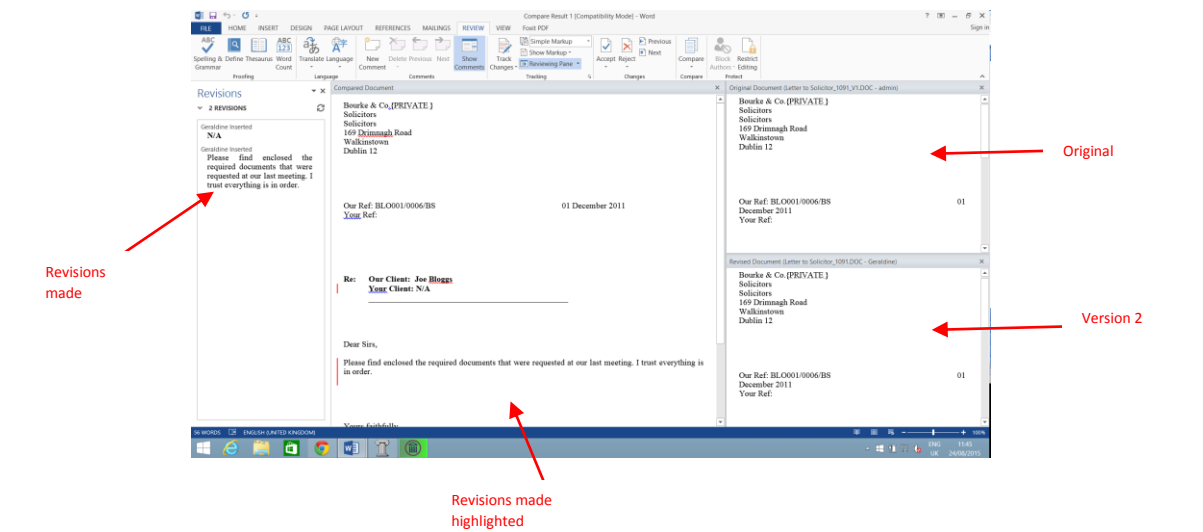 Compare Result 1 [Compatibility Mode] - Word
FILE HOME INSERT DESIGN PAGE LAYOUT REFERENCES MAILINGS REVIEW VIEW Foxit PDF Sign in
Simple Markup
Show Markup
Reviewing Pane
Previous
Next
Spelling & Grammar
Define
Thesaurus
Word Count
Translate
Language
New Comment
Delete
Previous
Next
Show Comments
Track Changes
Accept
Reject
Compare
Block Authors
Restrict Editing
Proofing Language Comments Tracking Changes Compare Protect
Revisions
2 REVISIONS
Geraldine Inserted
N/A
Geraldine Inserted
Please find enclosed the
required documents that were
requested at our last meeting. I
trust everything is in order.
Compared Document
Bourke & Co.{PRIVATE }
Solicitors
Solicitors
169 Drimnagh Road
Walkinstown
Dublin 12
Our Ref: BLO001/0006/BS 01 December 2011
Your Ref:
Re: Our Client: Joe Bloggs
Your Client: N/A
Dear Sirs,
Please find enclosed the required documents that were requested at our last meeting. I trust everything is
in order.
Yours faithfully
Original Document (Letter to Solicitor_1091_V1.DOC - admin)
Bourke & Co.{PRIVATE }
Solicitors
Solicitors
169 Drimnagh Road
Walkinstown
Dublin 12
Our Ref: BLO001/0006/BS 01
December 2011
Your Ref:
Revised Document (Letter to Solicitor_1091.DOC - Geraldine)
Bourke & Co.{PRIVATE }
Solicitors
Solicitors
169 Drimnagh Road
Walkinstown
Dublin 12
Our Ref: BLO001/0006/BS 01
December 2011
Your Ref:
56 WORDS ENGLISH (UNITED KINGDOM) 100%
ENG 11:45
UK 24/08/2015
Original
Version 2
Revisions
made
Revisions made
highlighted